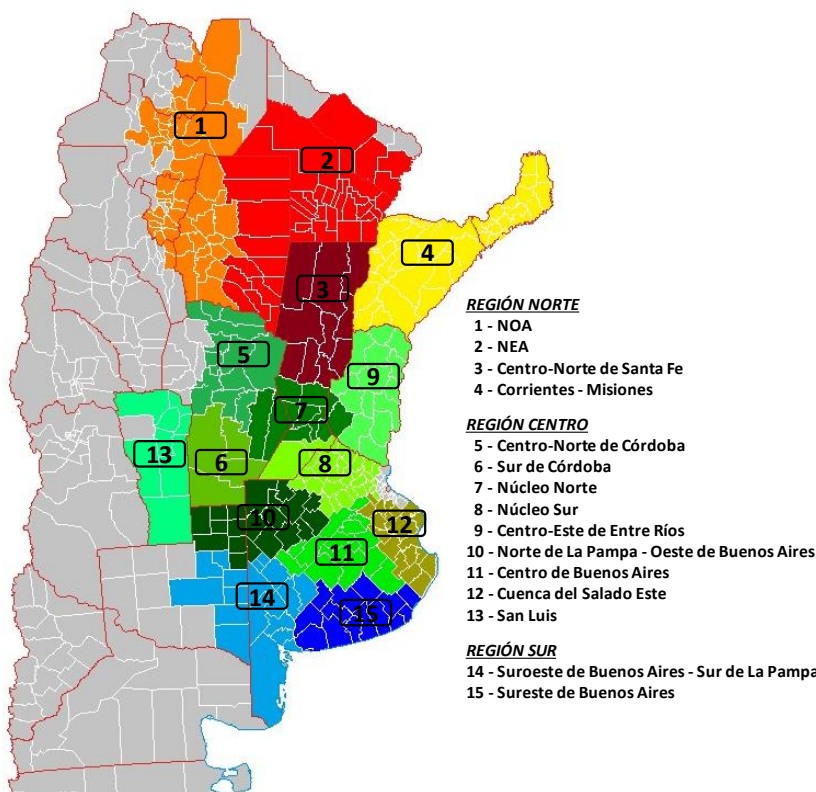 1
2
4
3
5
9
7
13
6
8
10
12
11
14
15
REGIÓN NORTE
1 - NOA
2 - NEA
3 - Centro-Norte de Santa Fe
4 - Corrientes - Misiones
REGIÓN CENTRO
5 - Centro-Norte de Córdoba
6 - Sur de Córdoba
7 - Núcleo Norte
8 - Núcleo Sur
9 - Centro-Este de Entre Ríos
10 - Norte de La Pampa - Oeste de Buenos Aires
11 - Centro de Buenos Aires
12 - Cuenca del Salado Este
13 - San Luis
REGIÓN SUR
14 - Suroeste de Buenos Aires - Sur de La Pampa
15 - Sureste de Buenos Aires